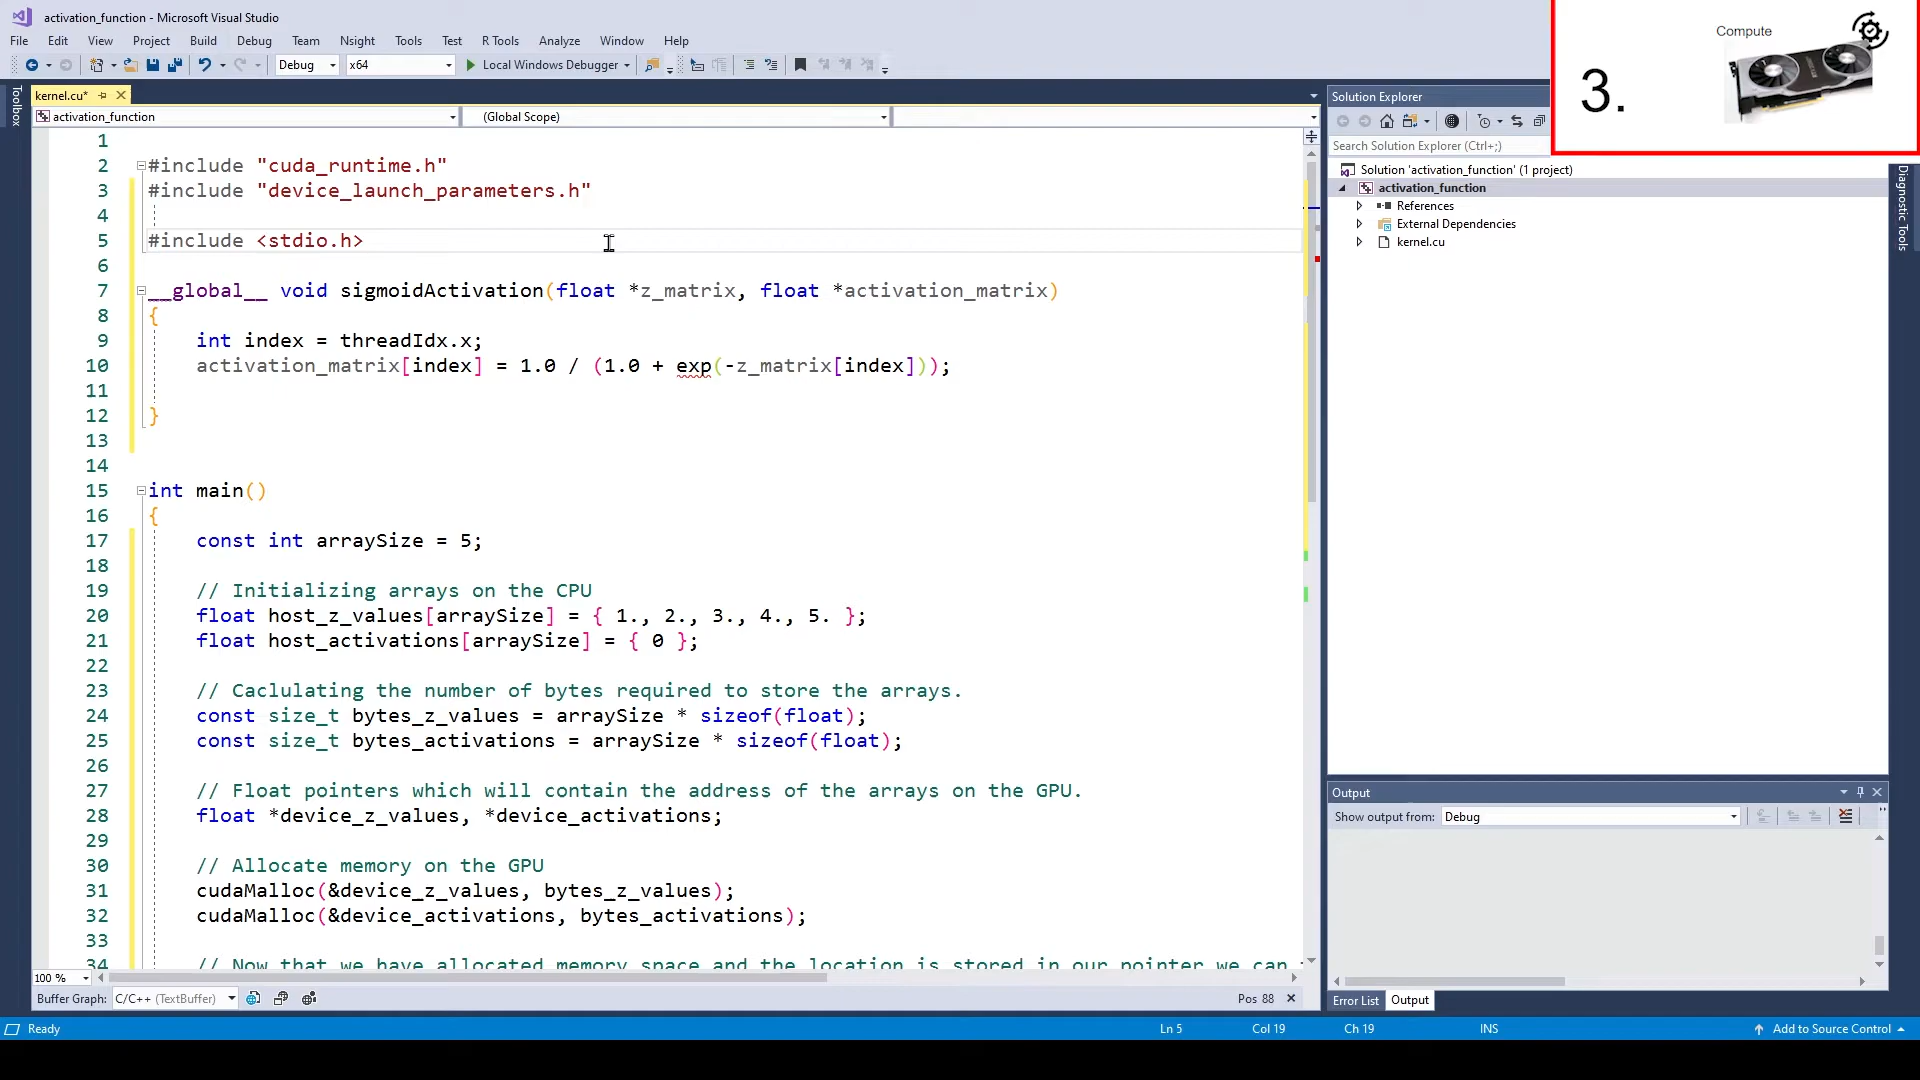 activation_function - Microsoft Visual Studio
File Edit View Project Build Debug Team Nsight Tools Test R Tools Analyze Window Help
Debug x64 Local Windows Debugger
Compute
3.
kernel.cu*
Toolbox
activation_function (Global Scope)
1
2 #include "cuda_runtime.h"
3 #include "device_launch_parameters.h"
4
5 #include <stdio.h>
6
7 __global__ void sigmoidActivation(float *z_matrix, float *activation_matrix)
8 {
9 int index = threadIdx.x;
10 activation_matrix[index] = 1.0 / (1.0 + exp(-z_matrix[index]));
11
12 }
13
14
15 int main()
16 {
17 const int arraySize = 5;
18
19 // Initializing arrays on the CPU
20 float host_z_values[arraySize] = { 1., 2., 3., 4., 5. };
21 float host_activations[arraySize] = { 0 };
22
23 // Caclulating the number of bytes required to store the arrays.
24 const size_t bytes_z_values = arraySize * sizeof(float);
25 const size_t bytes_activations = arraySize * sizeof(float);
26
27 // Float pointers which will contain the address of the arrays on the GPU.
28 float *device_z_values, *device_activations;
29
30 // Allocate memory on the GPU
31 cudaMalloc(&device_z_values, bytes_z_values);
32 cudaMalloc(&device_activations, bytes_activations);
33
34 // Now that we have allocated memory space and the location is stored in our pointer we can
100 %
Buffer Graph: C/C++ (TextBuffer) Pos 88
Solution Explorer
Search Solution Explorer (Ctrl+;)
Solution 'activation_function' (1 project)
activation_function
References
External Dependencies
kernel.cu
Diagnostic Tools
Output
Show output from: Debug
Error List Output
Ready Ln 5 Col 19 Ch 19 INS Add to Source Control